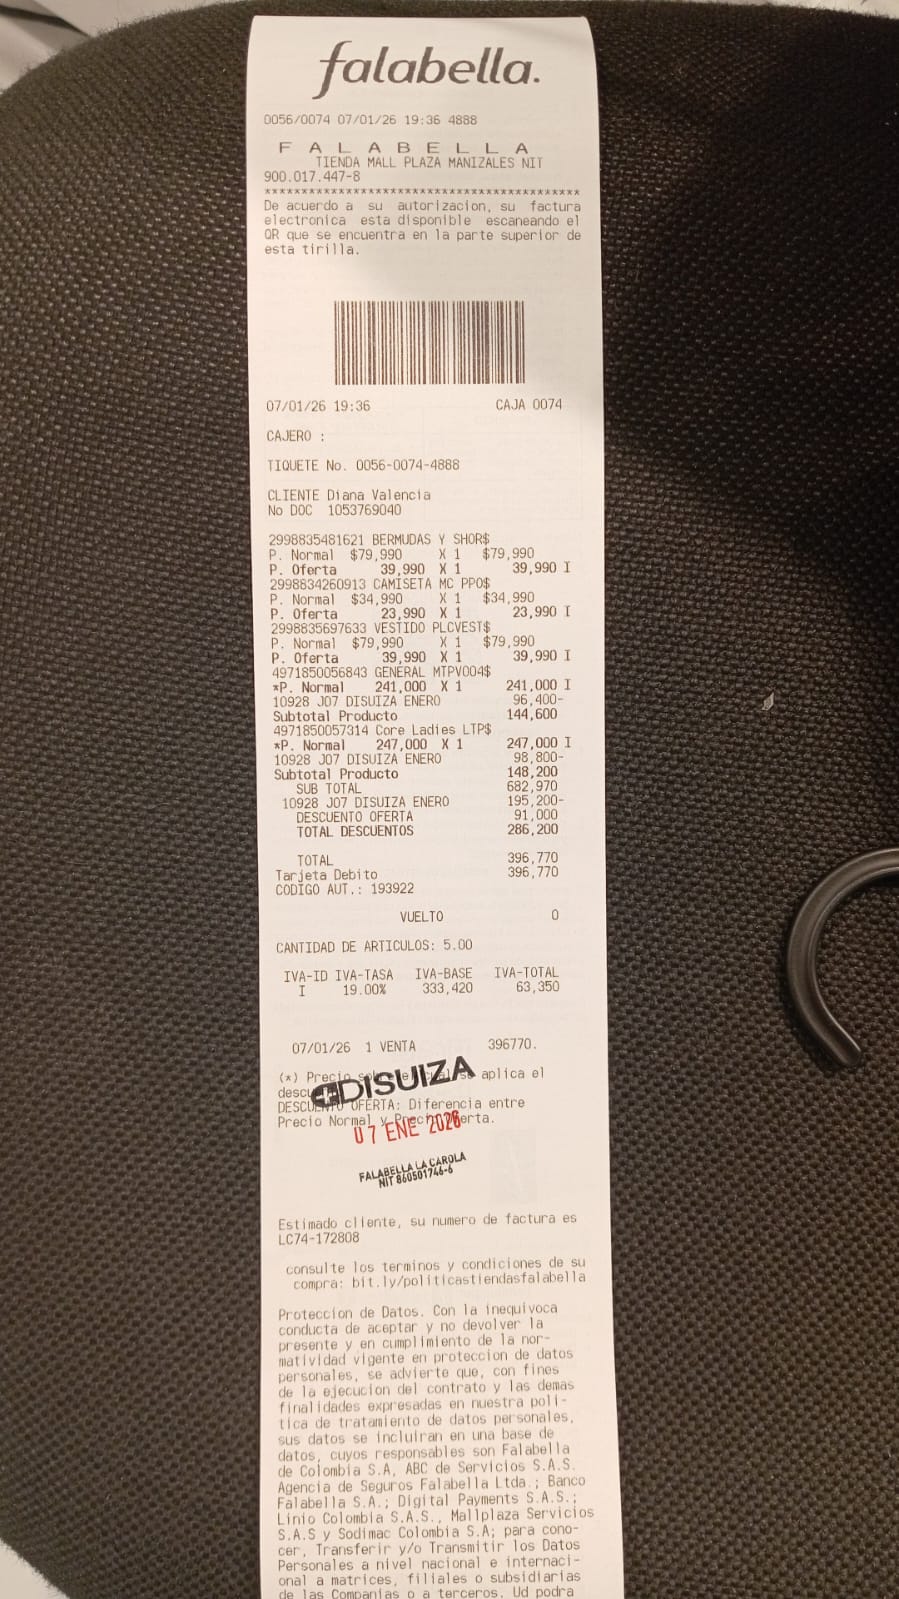 falabella.
0056/0074 07/01/26 19:36 4888
F A L A B E L L A
TIENDA MALL PLAZA MANIZALES NIT
900.017.447-8
*******************************************
De acuerdo a su autorizacion, su factura
electronica esta disponible escaneando el
QR que se encuentra en la parte superior de
esta tirilla.
07/01/26 19:36 CAJA 0074
CAJERO :
TIQUETE No. 0056-0074-4888
CLIENTE Diana Valencia
No DOC 1053769040
2998835481621 BERMUDAS Y SHOR$
P. Normal $79,990 X 1 $79,990
P. Oferta 39,990 X 1 39,990 I
2998834260913 CAMISETA MC PPO$
P. Normal $34,990 X 1 $34,990
P. Oferta 23,990 X 1 23,990 I
2998835697633 VESTIDO PLCVEST$
P. Normal $79,990 X 1 $79,990
P. Oferta 39,990 X 1 39,990 I
4971850056843 GENERAL MTPV004$
*P. Normal 241,000 X 1 241,000 I
10928 J07 DISUIZA ENERO 96,400-
Subtotal Producto 144,600
4971850057314 Core Ladies LTP$
*P. Normal 247,000 X 1 247,000 I
10928 J07 DISUIZA ENERO 98,800-
Subtotal Producto 148,200
SUB TOTAL 682,970
10928 J07 DISUIZA ENERO 195,200-
DESCUENTO OFERTA 91,000
TOTAL DESCUENTOS 286,200
TOTAL 396,770
Tarjeta Debito 396,770
CODIGO AUT.: 193922
VUELTO 0
CANTIDAD DE ARTICULOS: 5.00
IVA-ID IVA-TASA IVA-BASE IVA-TOTAL
I 19.00% 333,420 63,350
07/01/26 1 VENTA 396770.
(*) Precio se aplica el
DISUIZA
DESCUENTO OFERTA: Diferencia entre
Precio Normal y Precio Oferta.
07 ENE 2026
FALABELLA LA CAROLA
NIT 860501746-6
Estimado cliente, su numero de factura es
LC74-172808
consulte los terminos y condiciones de su
compra: bit.ly/politicastiendasfalabella
Proteccion de Datos. Con la inequivoca
conducta de aceptar y no devolver la
presente y en cumplimiento de la nor-
matividad vigente en proteccion de datos
personales, se advierte que, con fines
de la ejecucion del contrato y las demas
finalidades expresadas en nuestra poli-
tica de tratamiento de datos personales,
sus datos se incluiran en una base de
datos, cuyos responsables son Falabella
de Colombia S.A, ABC de Servicios S.A.S.
Agencia de Seguros Falabella Ltda.; Banco
Falabella S.A.; Digital Payments S.A.S.;
Linio Colombia S.A.S., Mallplaza Servicios
S.A.S y Sodimac Colombia S.A; para cono-
cer, Transferir y/o Transmitir los Datos
Personales a nivel nacional e internaci-
onal a matrices, filiales o subsidiarias
de las Companias o a terceros. Ud podra